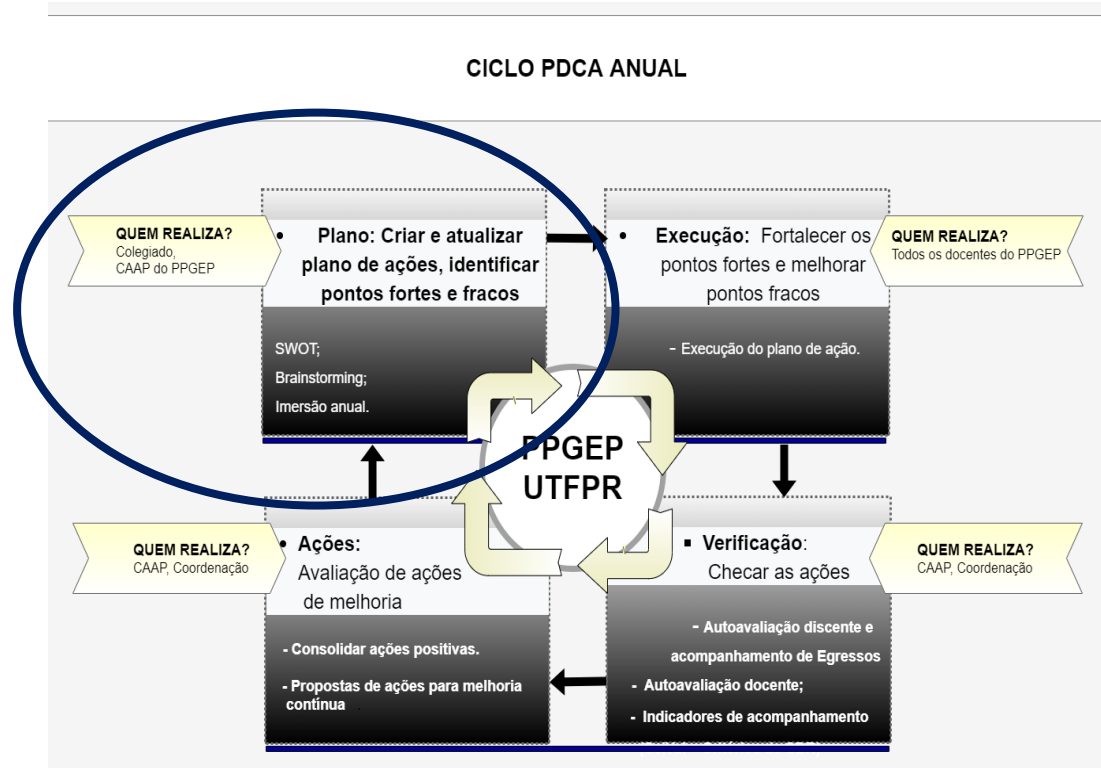 CICLO PDCA ANUAL
QUEM REALIZA?
Colegiado,
CAAP do PPGEP
• Plano: Criar e atualizar
plano de ações, identificar
pontos fortes e fracos
SWOT;
Brainstorming;
Imersão anual.
• Execução: Fortalecer os
pontos fortes e melhorar
pontos fracos
- Execução do plano de ação.
QUEM REALIZA?
Todos os docentes do PPGEP
PPGEP
UTFPR
QUEM REALIZA?
CAAP, Coordenação
• Ações:
Avaliação de ações
de melhoria
- Consolidar ações positivas.
- Propostas de ações para melhoria
contínua
▪ Verificação:
Checar as ações
- Autoavaliação discente e
acompanhamento de Egressos
- Autoavaliação docente;
- Indicadores de acompanhamento
QUEM REALIZA?
CAAP, Coordenação